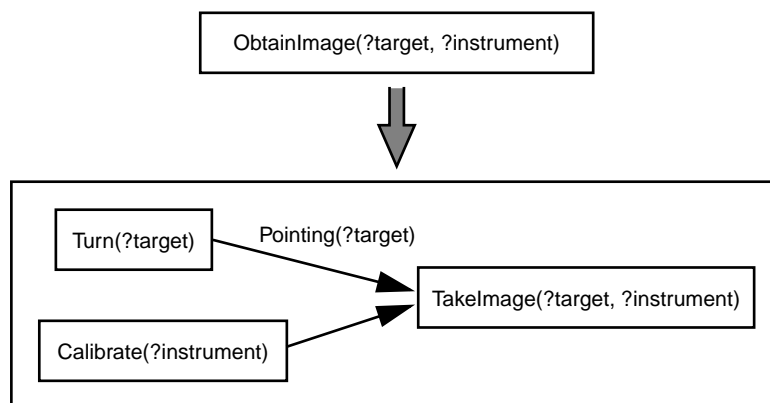 ObtainImage(?target, ?instrument)
Turn(?target)
Pointing(?target)
TakeImage(?target, ?instrument)
Calibrate(?instrument)